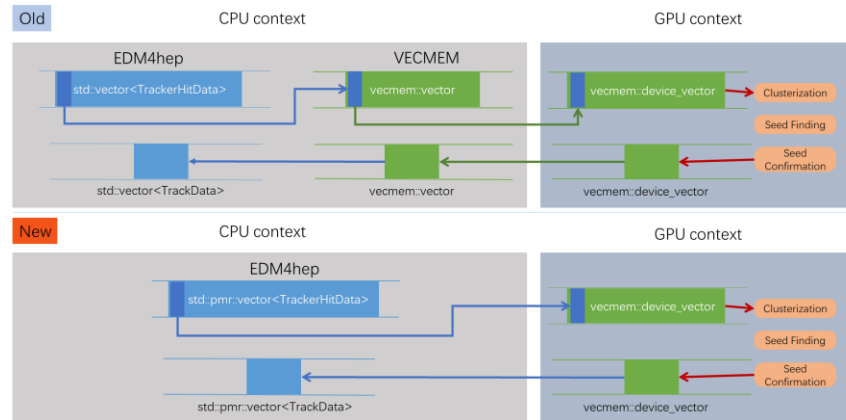 Old
CPU context
GPU context
EDM4hep
VECMEM
std::vector<TrackerHitData>
vecmem::vector
vecmem::device_vector
Clusterization
Seed Finding
Seed
Confirmation
std::vector<TrackData>
vecmem::vector
vecmem::device_vector
New
CPU context
GPU context
EDM4hep
std::pmr::vector<TrackerHitData>
vecmem::device_vector
Clusterization
Seed Finding
Seed
Confirmation
std::pmr::vector<TrackData>
vecmem::device_vector